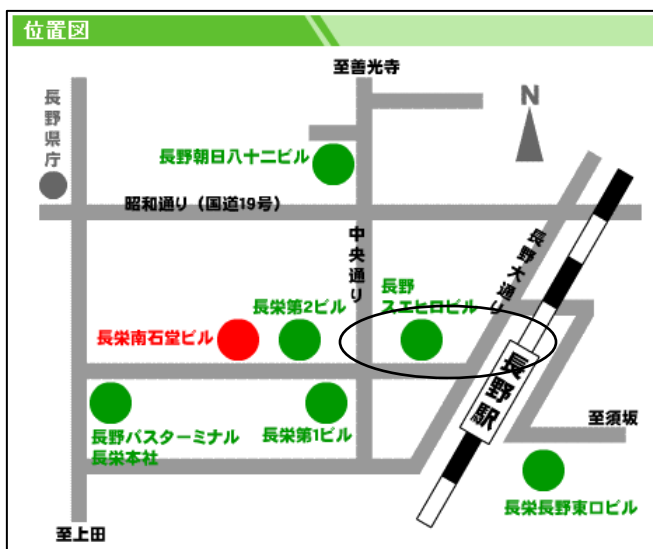 位置図
至善光寺
N
長野県庁
長野朝日八十二ビル
昭和通り（国道19号）
中央通り
長野大通り
長野
スエヒロビル
長栄第2ビル
長栄南石堂ビル
長野駅
長野バスターミナル
長栄本社
長栄第1ビル
至須坂
長栄長野東口ビル
至上田